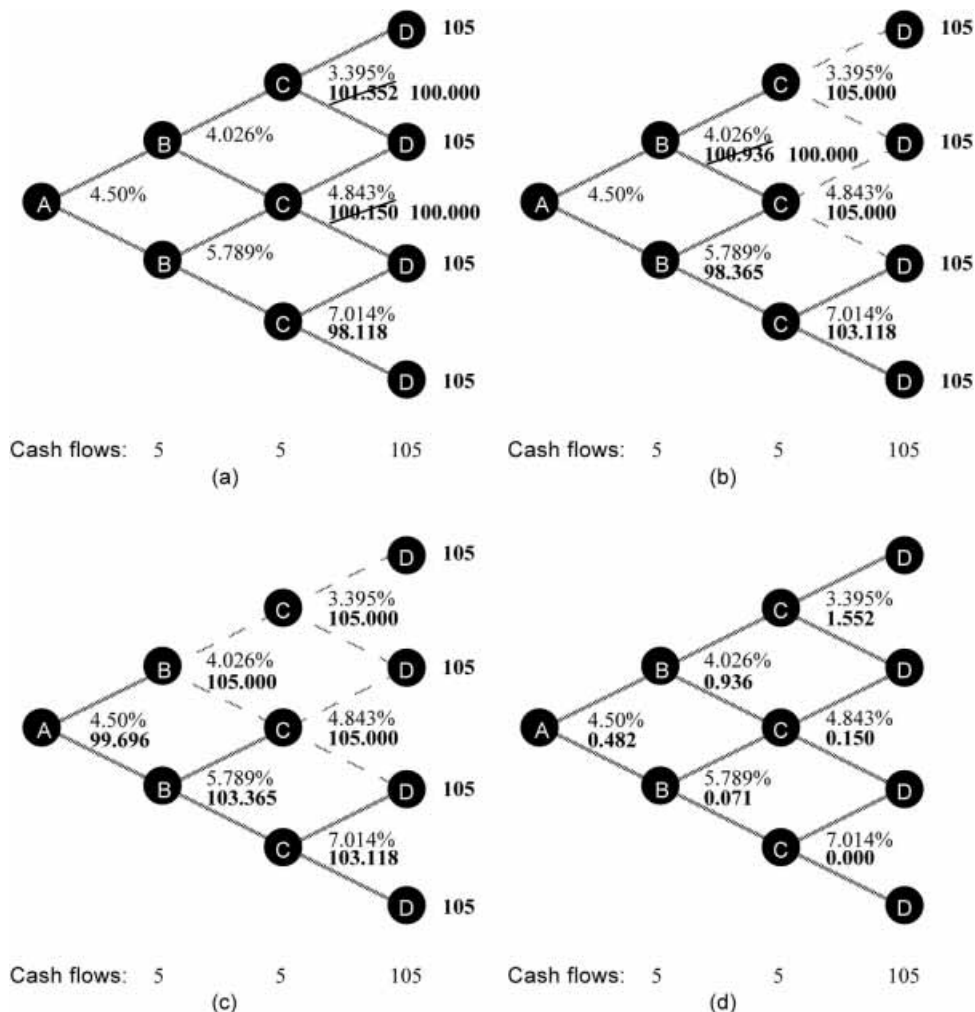 D 105
C 3.395%
101.552 100.000
B 4.026%
D 105
A 4.50%
C 4.843%
100.150 100.000
B 5.789%
D 105
C 7.014%
98.118
D 105
Cash flows: 5 5 105
(a)
D 105
C 3.395%
105.000
B 4.026%
100.936 100.000
D 105
A 4.50%
C 4.843%
105.000
B 5.789%
98.365
D 105
C 7.014%
103.118
D 105
Cash flows: 5 5 105
(b)
D 105
C 3.395%
105.000
B 4.026%
105.000
D 105
A 4.50%
99.696
C 4.843%
105.000
B 5.789%
103.365
D 105
C 7.014%
103.118
D 105
Cash flows: 5 5 105
(c)
D
C 3.395%
1.552
B 4.026%
0.936
D
A 4.50%
0.482
C 4.843%
0.150
B 5.789%
0.071
D
C 7.014%
0.000
D
Cash flows: 5 5 105
(d)